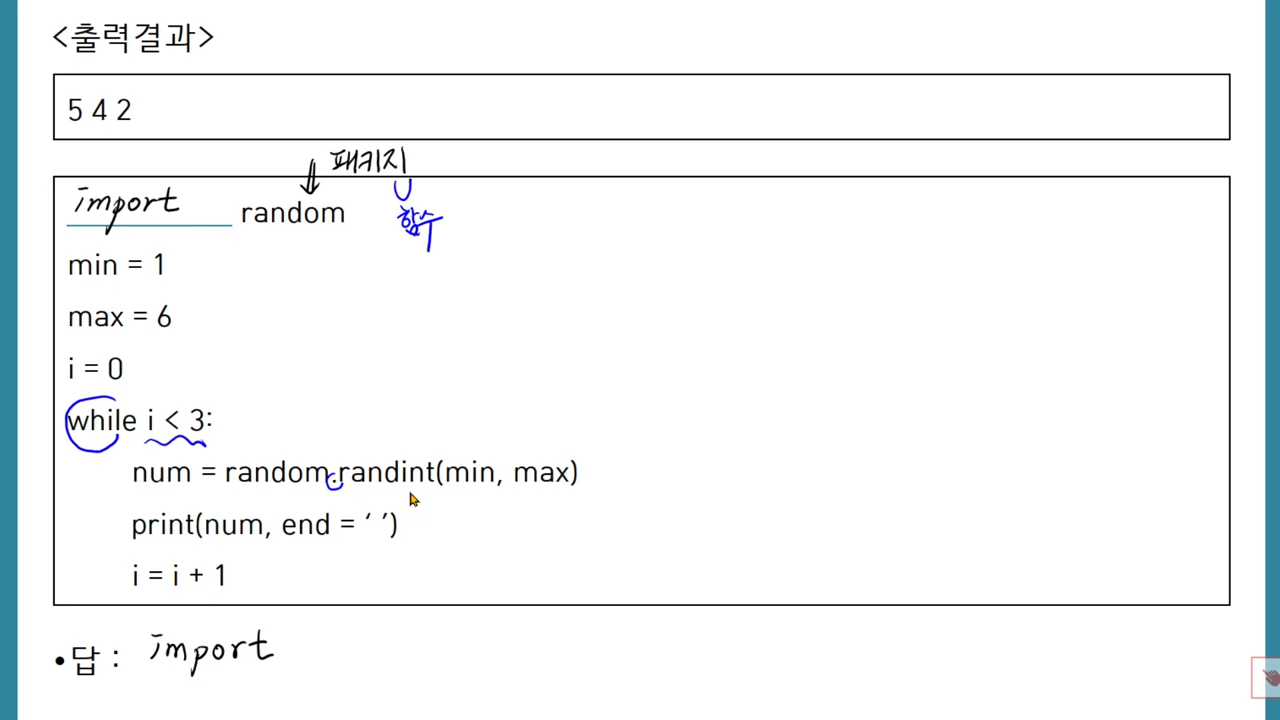 <출력결과>
5 4 2
패키지
import random
함수
min = 1
max = 6
i = 0
while i < 3:
num = random.randint(min, max)
print(num, end = ‘ ’)
i = i + 1
•답 : import